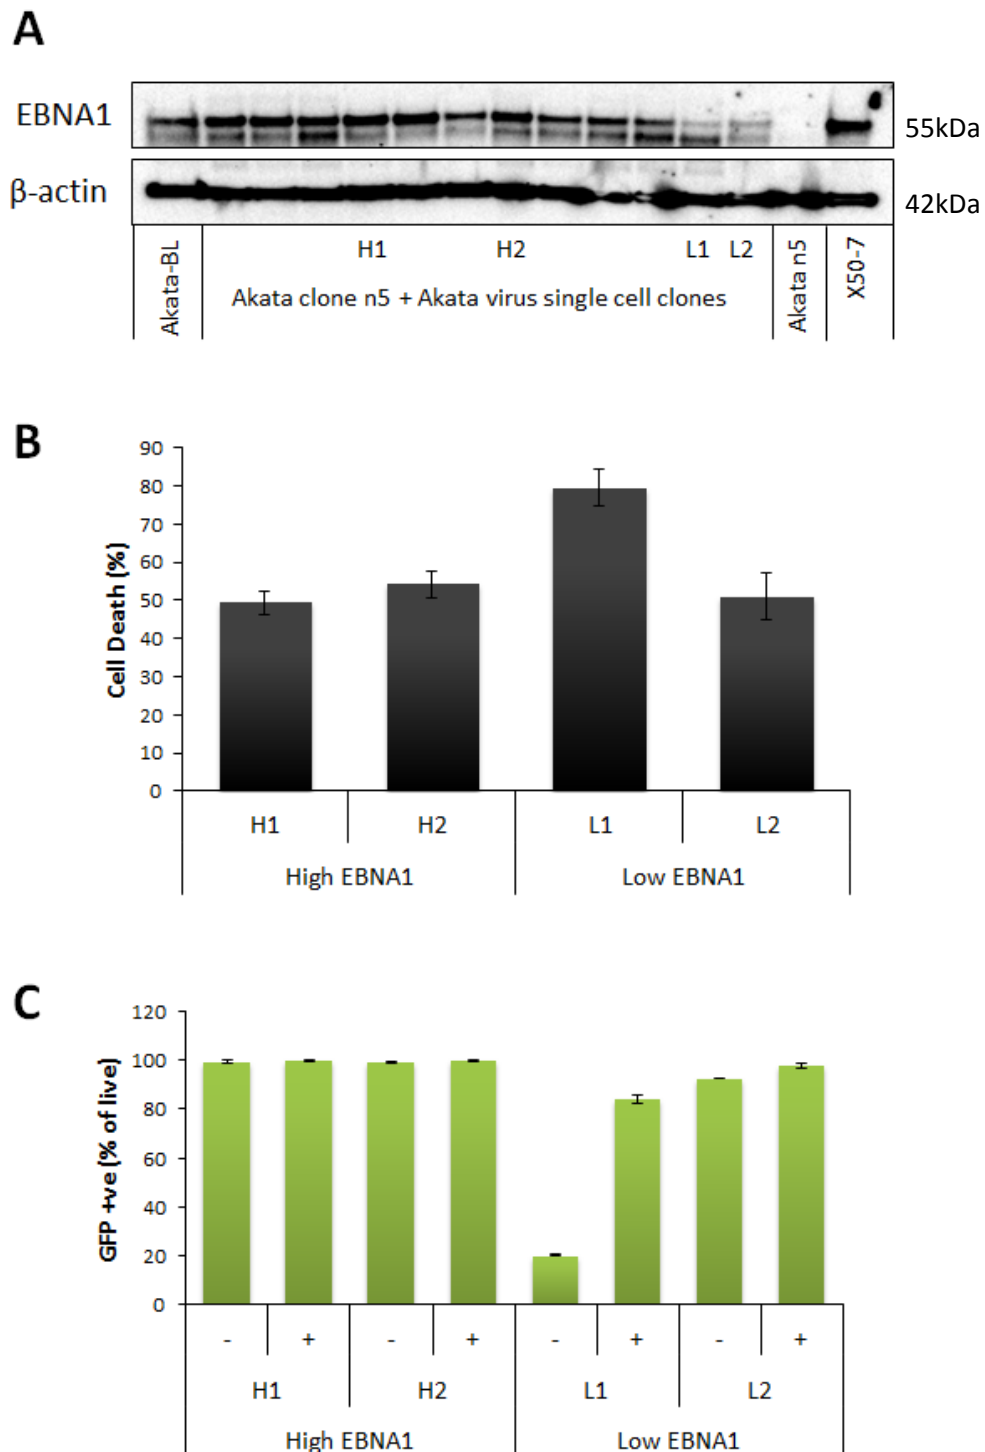 A
EBNA1
55kDa
β-actin
42kDa
H1 H2 L1 L2
Akata-BL
Akata clone n5 + Akata virus single cell clones
Akata n5
X50-7
B
Cell Death (%)
90
80
70
60
50
40
30
20
10
0
H1 H2 L1 L2
High EBNA1 Low EBNA1
C
GFP +ve (% of live)
120
100
80
60
40
20
0
- + - + - + - +
H1 H2 L1 L2
High EBNA1 Low EBNA1